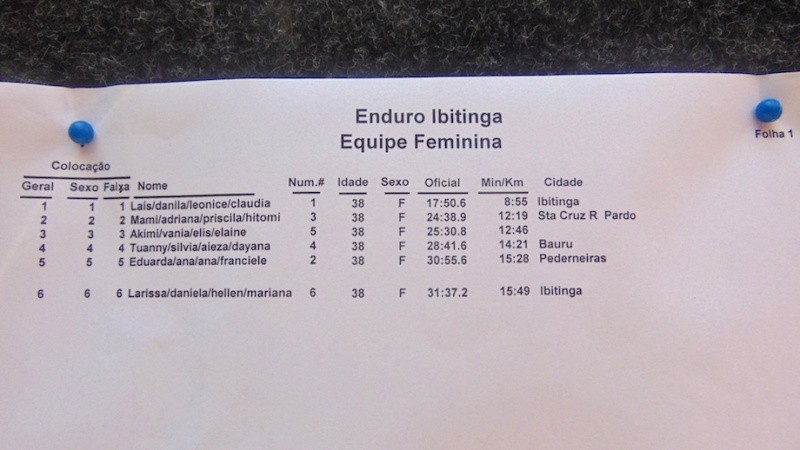 Enduro Ibitinga
Equipe Feminina
Folha 1
Colocação
Geral Sexo Faixa Nome Num.# Idade Sexo Oficial Min/Km Cidade
1 1 1 Laís/danila/leonice/claudia 1 38 F 17:50.6 8:55 Ibitinga
2 2 2 Mami/adriana/priscila/hitomi 3 38 F 24:38.9 12:19 Sta Cruz R Pardo
3 3 3 Akimi/vania/elis/elaine 5 38 F 25:30.8 12:46
4 4 4 Tuanny/silvia/aieza/dayana 4 38 F 28:41.6 14:21 Bauru
5 5 5 Eduarda/ana/ana/franciele 2 38 F 30:55.6 15:28 Pederneiras
6 6 6 Larissa/daniela/hellen/mariana 6 38 F 31:37.2 15:49 Ibitinga